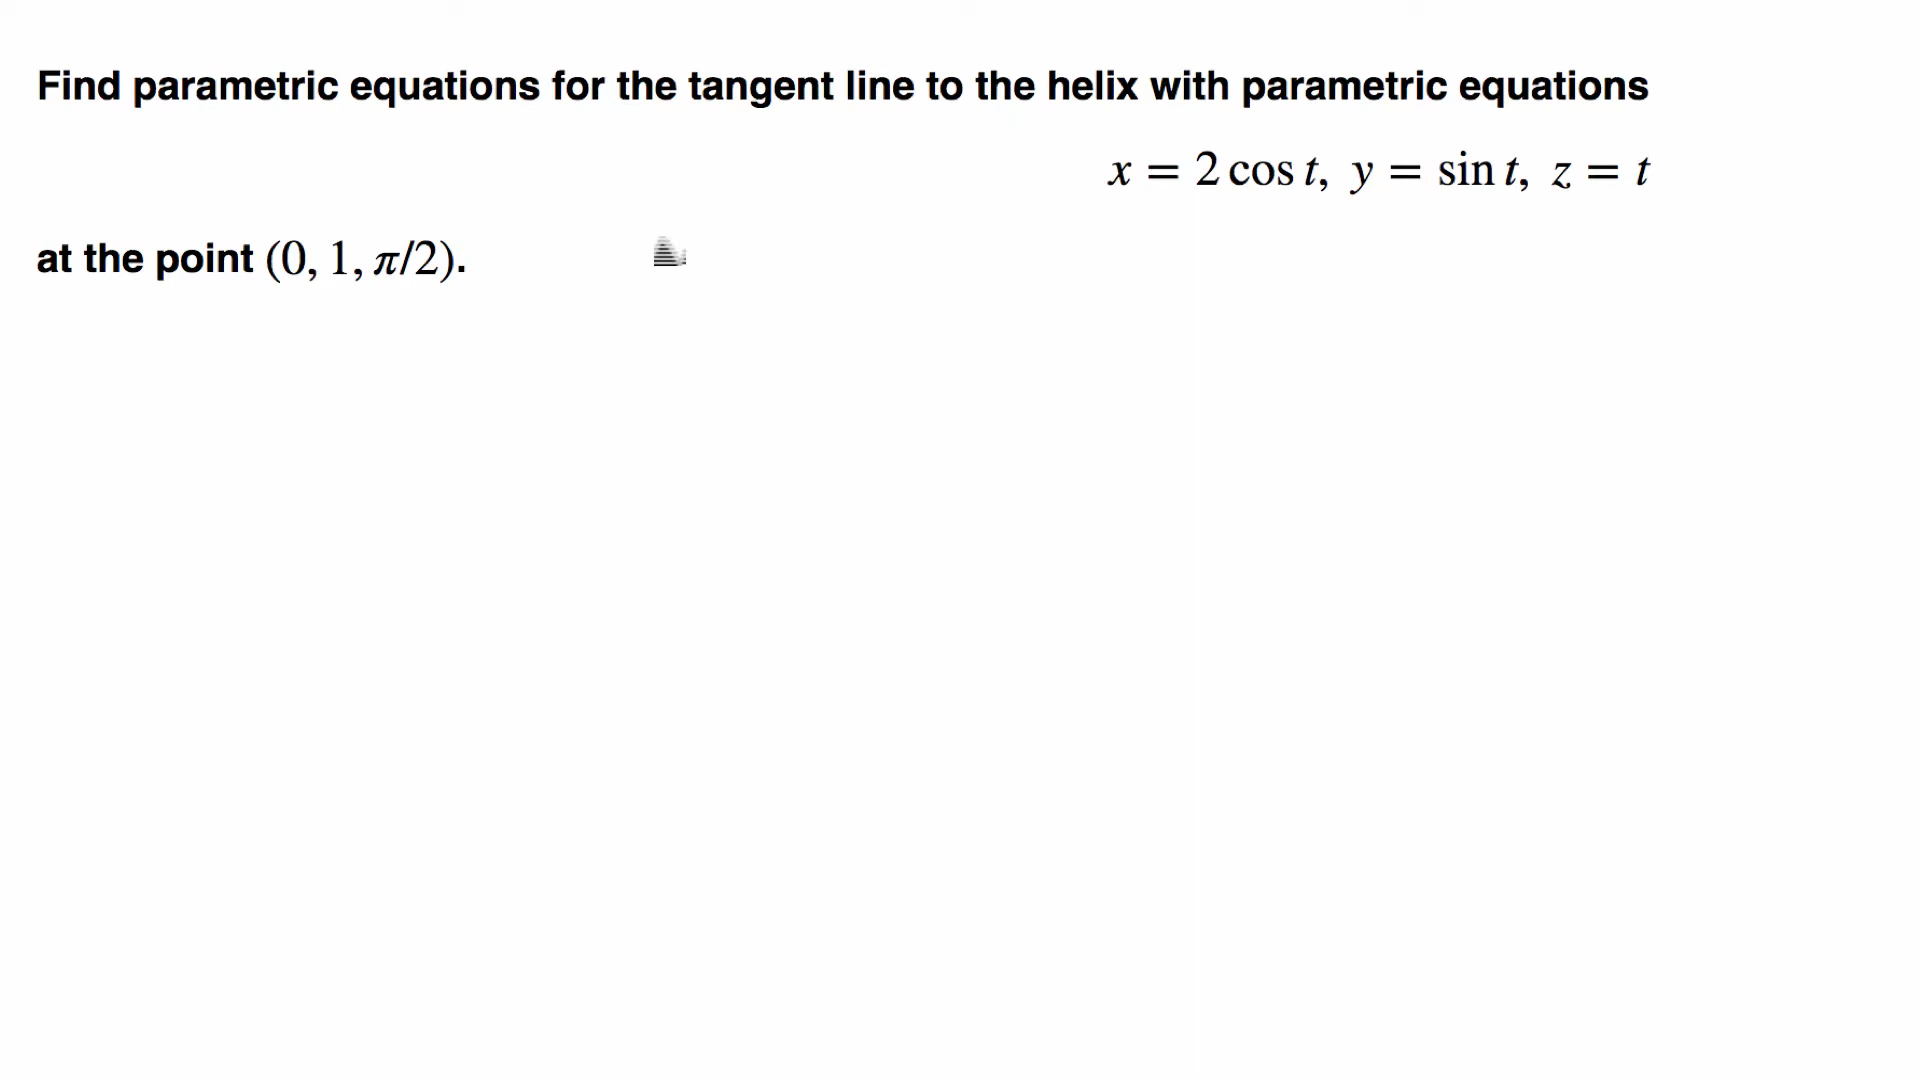 Find parametric equations for the tangent line to the helix with parametric equations
x = 2 cos t, y = sin t, z = t
at the point (0, 1, π/2).